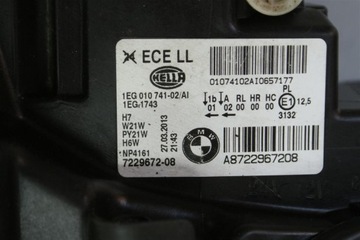 ECE LL
HELLA
1EG 010 741-02/AI
1EG 1743
H7
W21W
PY21W
H6W
NP4161
7229672-08
27.03.2013
21:43
01074102AI0657177
1b A RL HR HC
01 02 00 00 00
PL
E1 12,5
3132
BMW
A8722967208